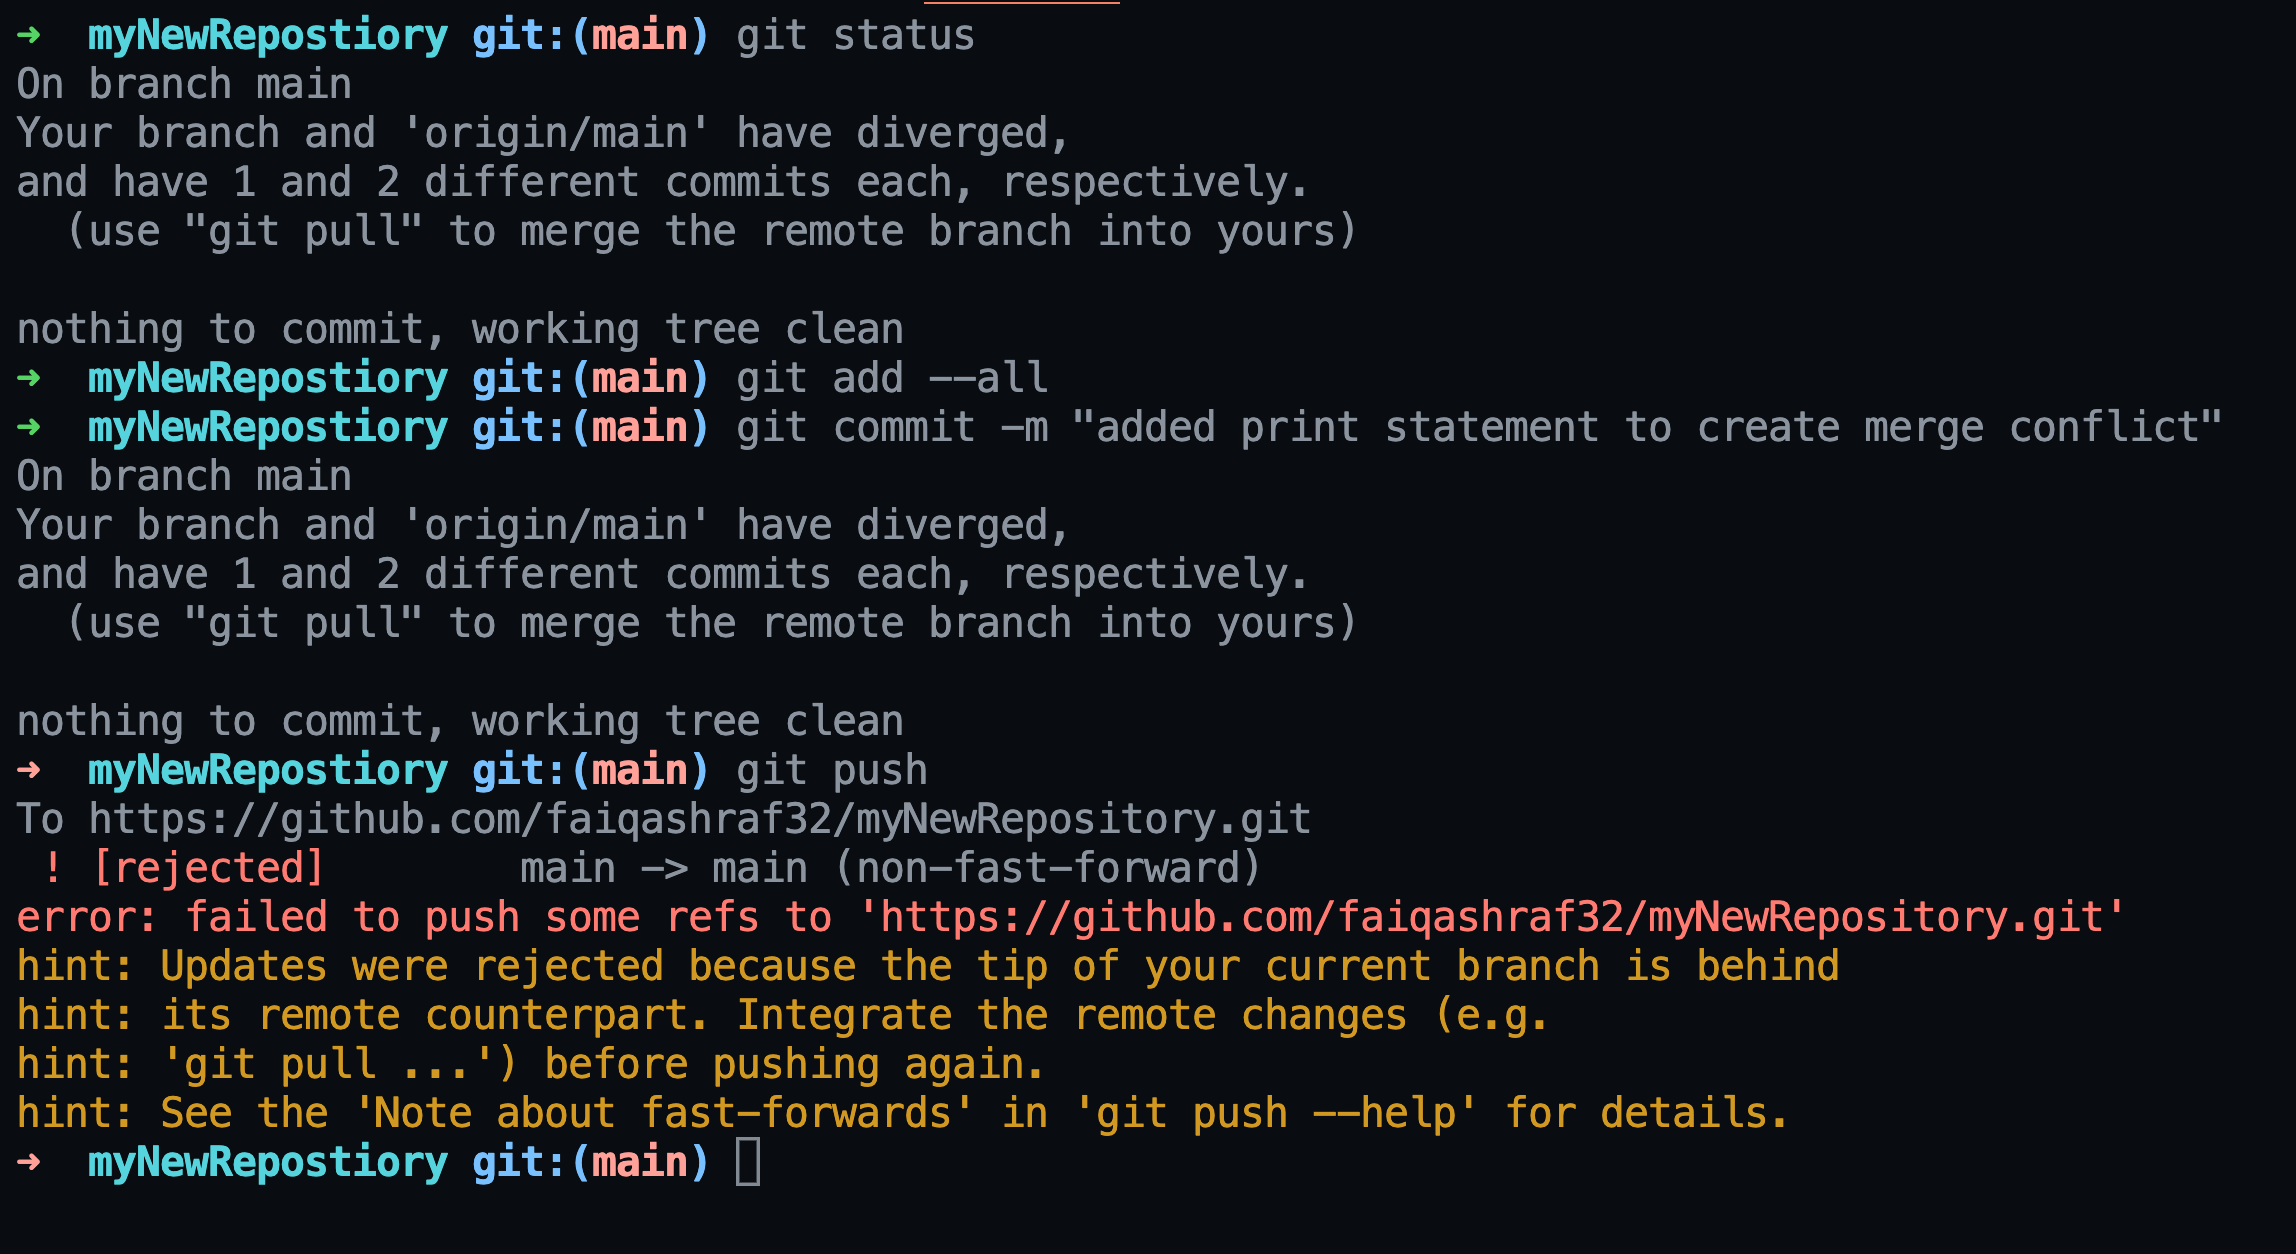 ➜  myNewRepostiory git:(main) git status
On branch main
Your branch and 'origin/main' have diverged,
and have 1 and 2 different commits each, respectively.
  (use "git pull" to merge the remote branch into yours)

nothing to commit, working tree clean
➜  myNewRepostiory git:(main) git add --all
➜  myNewRepostiory git:(main) git commit -m "added print statement to create merge conflict"
On branch main
Your branch and 'origin/main' have diverged,
and have 1 and 2 different commits each, respectively.
  (use "git pull" to merge the remote branch into yours)

nothing to commit, working tree clean
➜  myNewRepostiory git:(main) git push
To https://github.com/faiqashraf32/myNewRepository.git
 ! [rejected]        main -> main (non-fast-forward)
error: failed to push some refs to 'https://github.com/faiqashraf32/myNewRepository.git'
hint: Updates were rejected because the tip of your current branch is behind
hint: its remote counterpart. Integrate the remote changes (e.g.
hint: 'git pull ...') before pushing again.
hint: See the 'Note about fast-forwards' in 'git push --help' for details.
➜  myNewRepostiory git:(main)